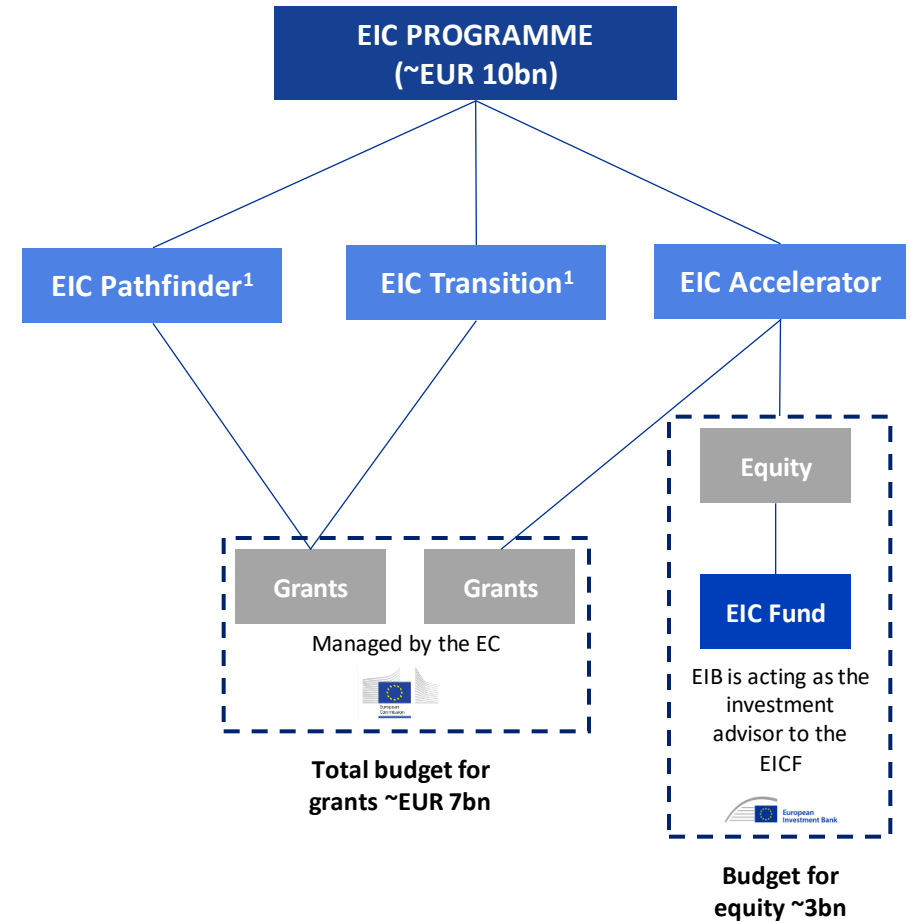 EIC PROGRAMME
(~EUR 10bn)
EIC Pathfinder¹
EIC Transition¹
EIC Accelerator
Equity
Grants
Grants
EIC Fund
Managed by the EC
European
Commission
EIB is acting as the
investment
advisor to the
EICF
European
Investment Bank
Total budget for
grants ~EUR 7bn
Budget for
equity ~3bn